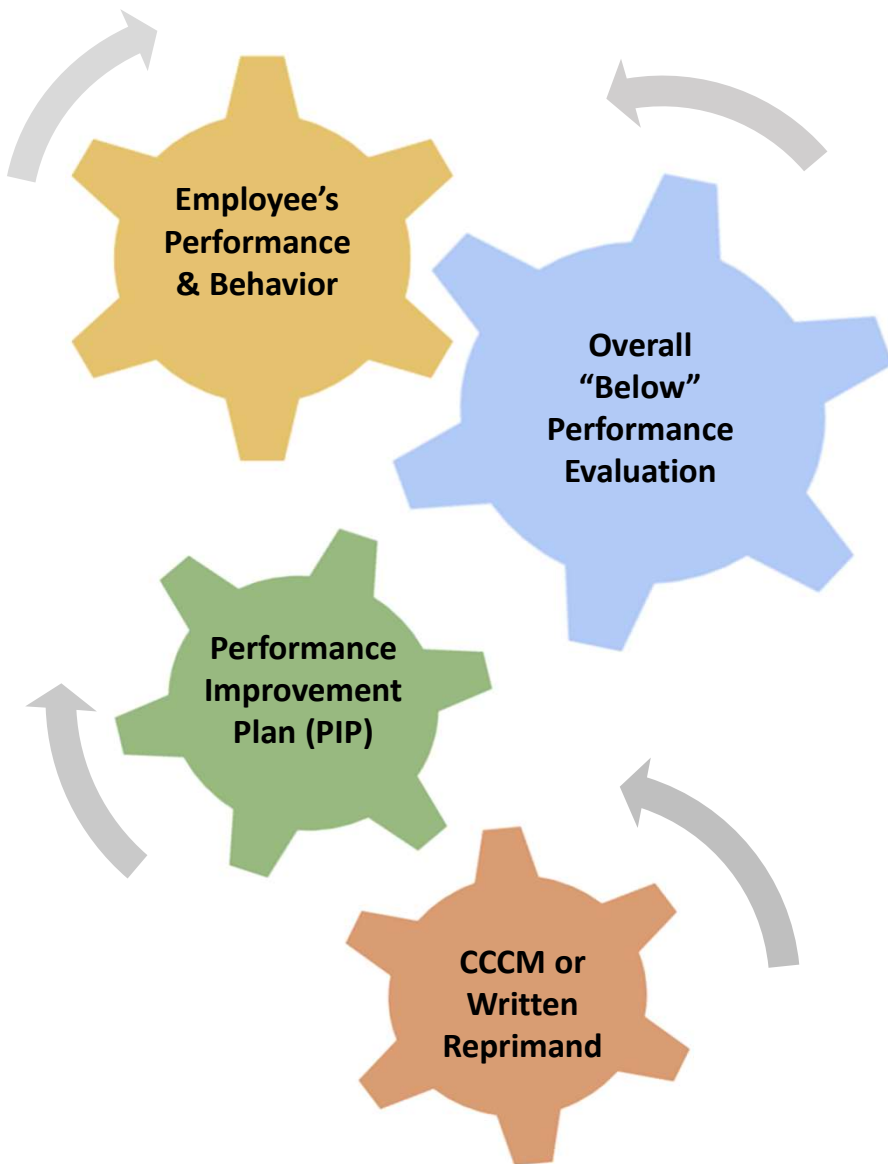 Employee’s
Performance
& Behavior
Overall
“Below”
Performance
Evaluation
Performance
Improvement
Plan (PIP)
CCCM or
Written
Reprimand